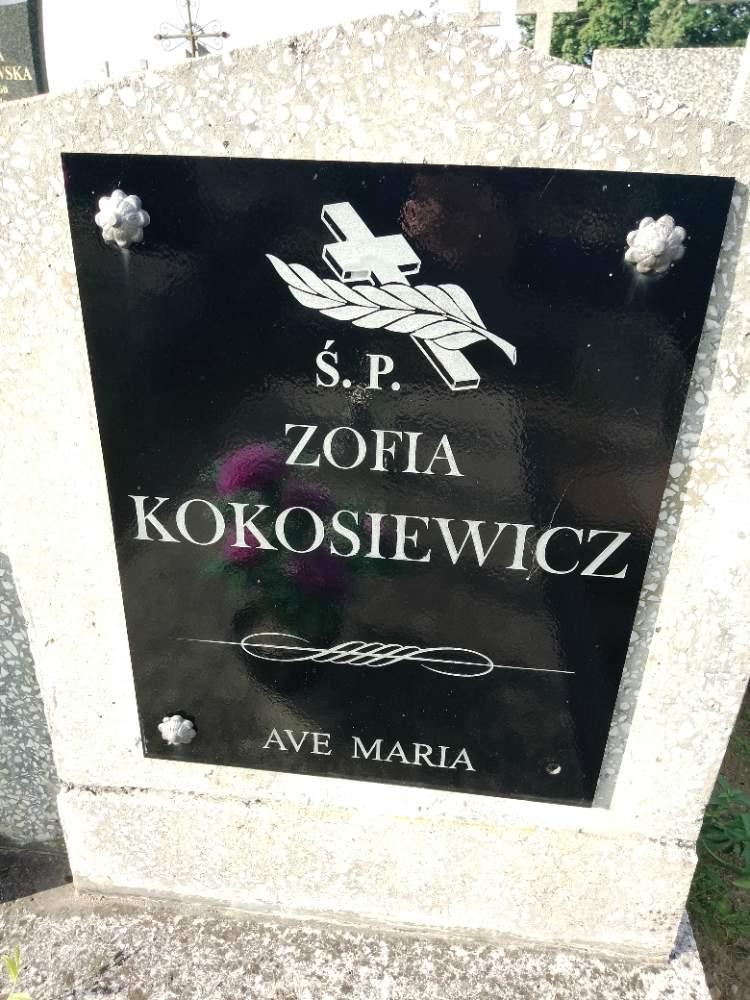 Ś. P.
ZOFIA
KOKOSIEWICZ
AVE MARIA